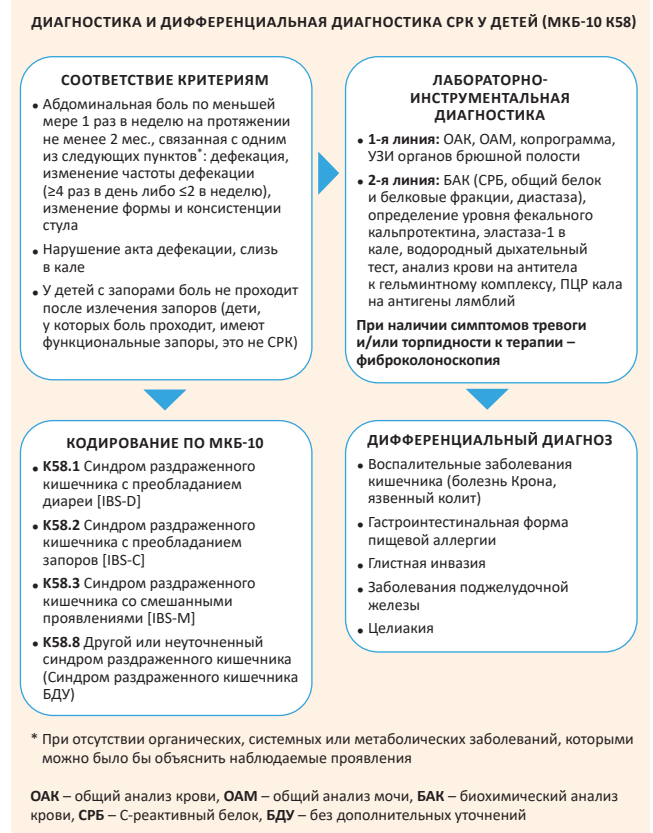 ДИАГНОСТИКА И ДИФФЕРЕНЦИАЛЬНАЯ ДИАГНОСТИКА СРК У ДЕТЕЙ (МКБ-10 К58)
СООТВЕТСТВИЕ КРИТЕРИЯМ
• Абдоминальная боль по меньшей
мере 1 раз в неделю на протяжении
не менее 2 мес., связанная с одним
из следующих пунктов*: дефекация,
изменение частоты дефекации
(≥4 раз в день либо ≤2 в неделю),
изменение формы и консистенции
стула
• Нарушение акта дефекации, слизь
в кале
• У детей с запорами боль не проходит
после излечения запоров (дети,
у которых боль проходит, имеют
функциональные запоры, это не СРК)
ЛАБОРАТОРНО-
ИНСТРУМЕНТАЛЬНАЯ
ДИАГНОСТИКА
• 1-я линия: ОАК, ОАМ, копрограмма,
УЗИ органов брюшной полости
• 2-я линия: БАК (СРБ, общий белок
и белковые фракции, диастаза),
определение уровня фекального
кальпротектина, эластаза-1 в
кале, водородный дыхательный
тест, анализ крови на антитела
к гельминтному комплексу, ПЦР кала
на антигены лямблий
При наличии симптомов тревоги
и/или торпидности к терапии –
фиброколоноскопия
КОДИРОВАНИЕ ПО МКБ-10
• K58.1 Синдром раздраженного
кишечника с преобладанием
диареи [IBS-D]
• K58.2 Синдром раздраженного
кишечника с преобладанием
запоров [IBS-C]
• K58.3 Синдром раздраженного
кишечника со смешанными
проявлениями [IBS-M]
• K58.8 Другой или неуточненный
синдром раздраженного кишечника
(Синдром раздраженного кишечника
БДУ)
ДИФФЕРЕНЦИАЛЬНЫЙ ДИАГНОЗ
• Воспалительные заболевания
кишечника (болезнь Крона,
язвенный колит)
• Гастроинтестинальная форма
пищевой аллергии
• Глистная инвазия
• Заболевания поджелудочной
железы
• Целиакия
* При отсутствии органических, системных или метаболических заболеваний, которыми
можно было бы объяснить наблюдаемые проявления
ОАК – общий анализ крови, ОАМ – общий анализ мочи, БАК – биохимический анализ
крови, СРБ – С-реактивный белок, БДУ – без дополнительных уточнений